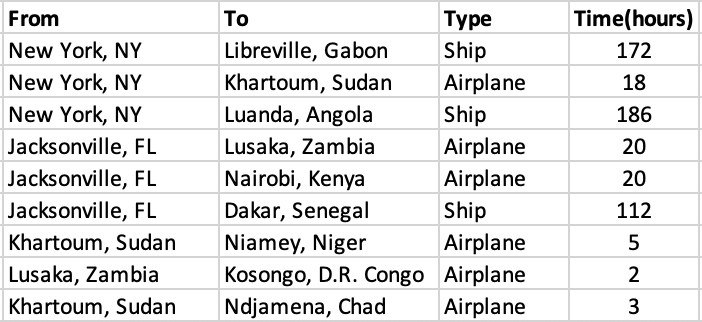 From To Type Time(hours)
New York, NY Libreville, Gabon Ship 172
New York, NY Khartoum, Sudan Airplane 18
New York, NY Luanda, Angola Ship 186
Jacksonville, FL Lusaka, Zambia Airplane 20
Jacksonville, FL Nairobi, Kenya Airplane 20
Jacksonville, FL Dakar, Senegal Ship 112
Khartoum, Sudan Niamey, Niger Airplane 5
Lusaka, Zambia Kosongo, D.R. Congo Airplane 2
Khartoum, Sudan Ndjamena, Chad Airplane 3